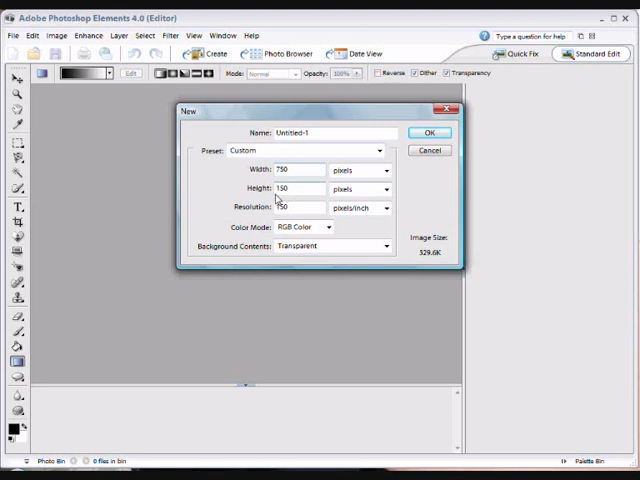 Adobe Photoshop Elements 4.0 (Editor)
File Edit Image Enhance Layer Select Filter View Window Help
Type a question for help
Create Photo Browser Date View Quick Fix Standard Edit
Edit Mode: Normal Opacity: 100% Reverse Dither Transparency
New
Name: Untitled-1 OK
Preset: Custom Cancel
Width: 750 pixels
Height: 150 pixels
Resolution: 150 pixels/inch
Color Mode: RGB Color
Image Size:
Background Contents: Transparent
329.6K
T
Photo Bin 0 files in bin Palette Bin